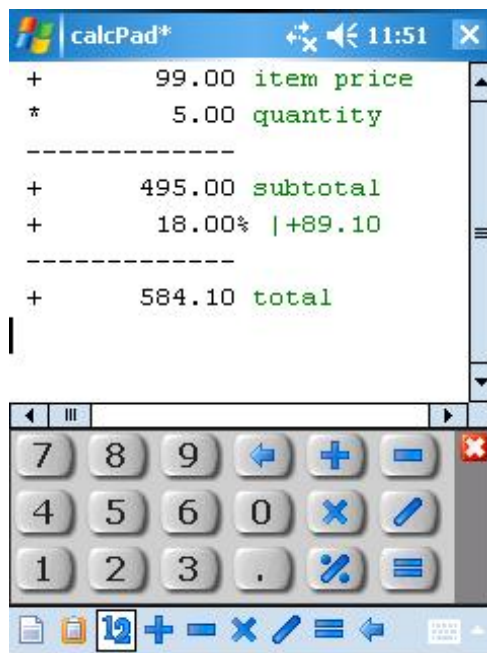 calcPad* 11:51
+ 99.00 item price
* 5.00 quantity
-------------
+ 495.00 subtotal
+ 18.00% |+89.10
-------------
+ 584.10 total
7 8 9
4 5 6 0
1 2 3 . %
12